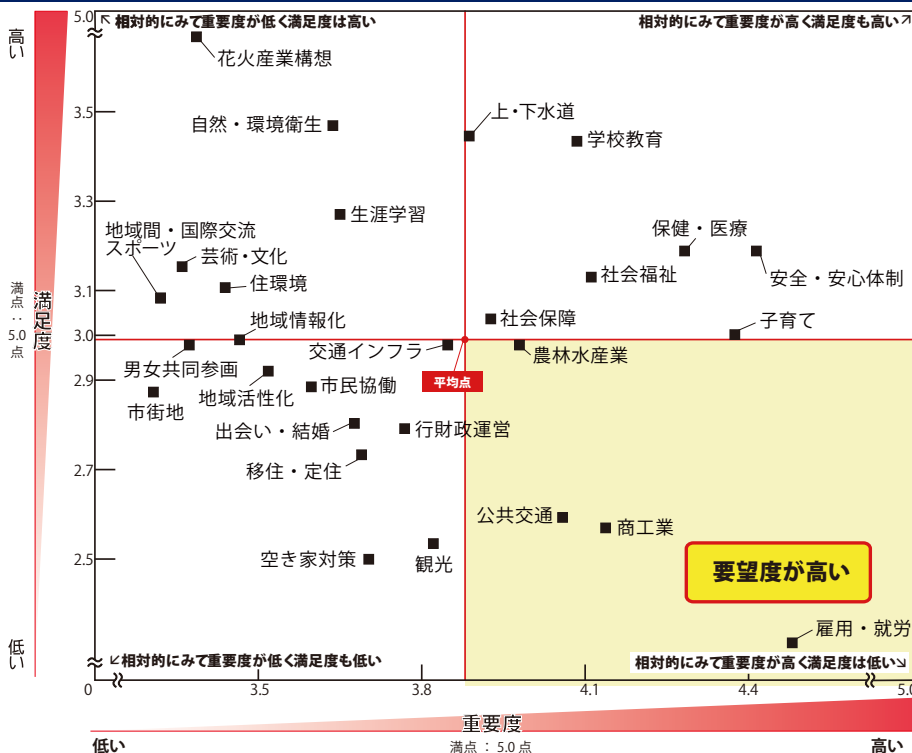 5.0
↖相対的にみて重要度が低く満足度は高い
相対的にみて重要度が高く満足度も高い↗
高い
花火産業構想
3.5
自然・環境衛生
上・下水道
学校教育
3.3
生涯学習
地域間・国際交流
スポーツ
芸術・文化
保健・医療
安全・安心体制
住環境
社会福祉
3.1
満足度
満点：5.0点
地域情報化
社会保障
子育て
3.0
交通インフラ
農林水産業
男女共同参画
2.9
平均点
市民協働
地域活性化
市街地
出会い・結婚
行財政運営
2.7
移住・定住
公共交通
商工業
2.5
空き家対策
観光
要望度が高い
雇用・就労
低い
↙相対的にみて重要度が低く満足度も低い
相対的にみて重要度が高く満足度は低い↘
0
3.5
3.8
4.1
4.4
5.0
重要度
低い
満点：5.0点
高い